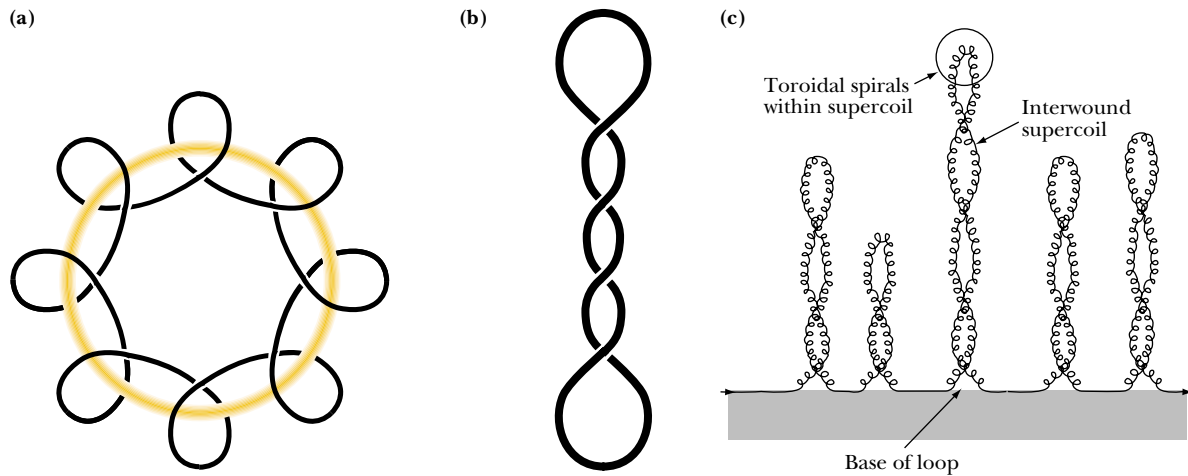 (a)
(b)
(c)
Toroidal spirals
within supercoil
Interwound
supercoil
Base of loop